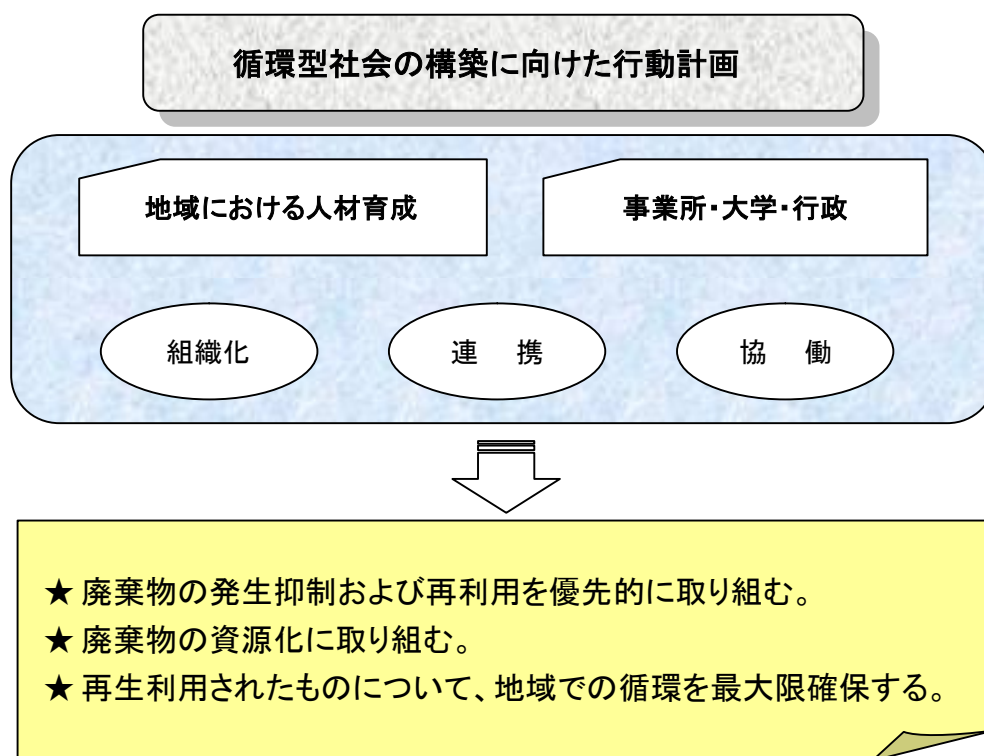 循環型社会の構築に向けた行動計画
地域における人材育成
事業所・大学・行政
組織化
連 携
協 働
★ 廃棄物の発生抑制および再利用を優先的に取り組む。
★ 廃棄物の資源化に取り組む。
★ 再生利用されたものについて、地域での循環を最大限確保する。